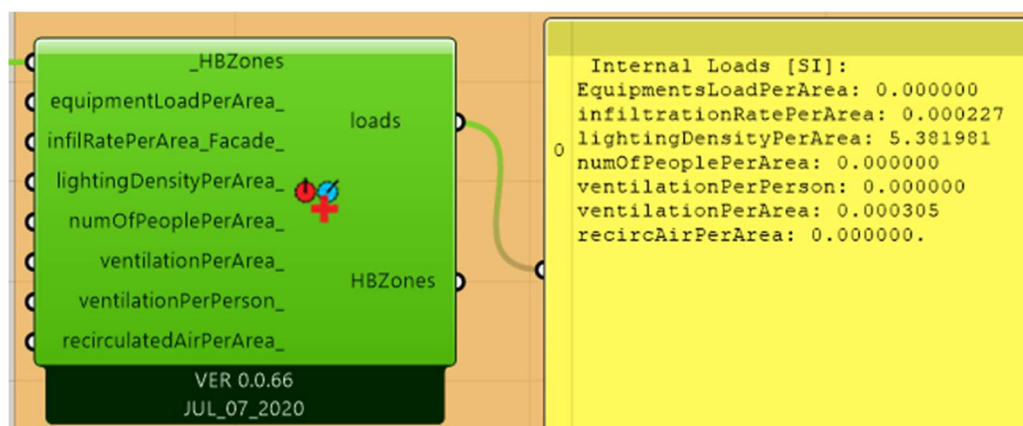 _HBZones
equipmentLoadPerArea_
infilRatePerArea_Facade_
lightingDensityPerArea_
numOfPeoplePerArea_
ventilationPerArea_
ventilationPerPerson_
recirculatedAirPerArea_
loads
HBZones
VER 0.0.66
JUL_07_2020
0
Internal Loads [SI]:
EquipmentsLoadPerArea: 0.000000
infiltrationRatePerArea: 0.000227
lightingDensityPerArea: 5.381981
numOfPeoplePerArea: 0.000000
ventilationPerPerson: 0.000000
ventilationPerArea: 0.000305
recircAirPerArea: 0.000000.